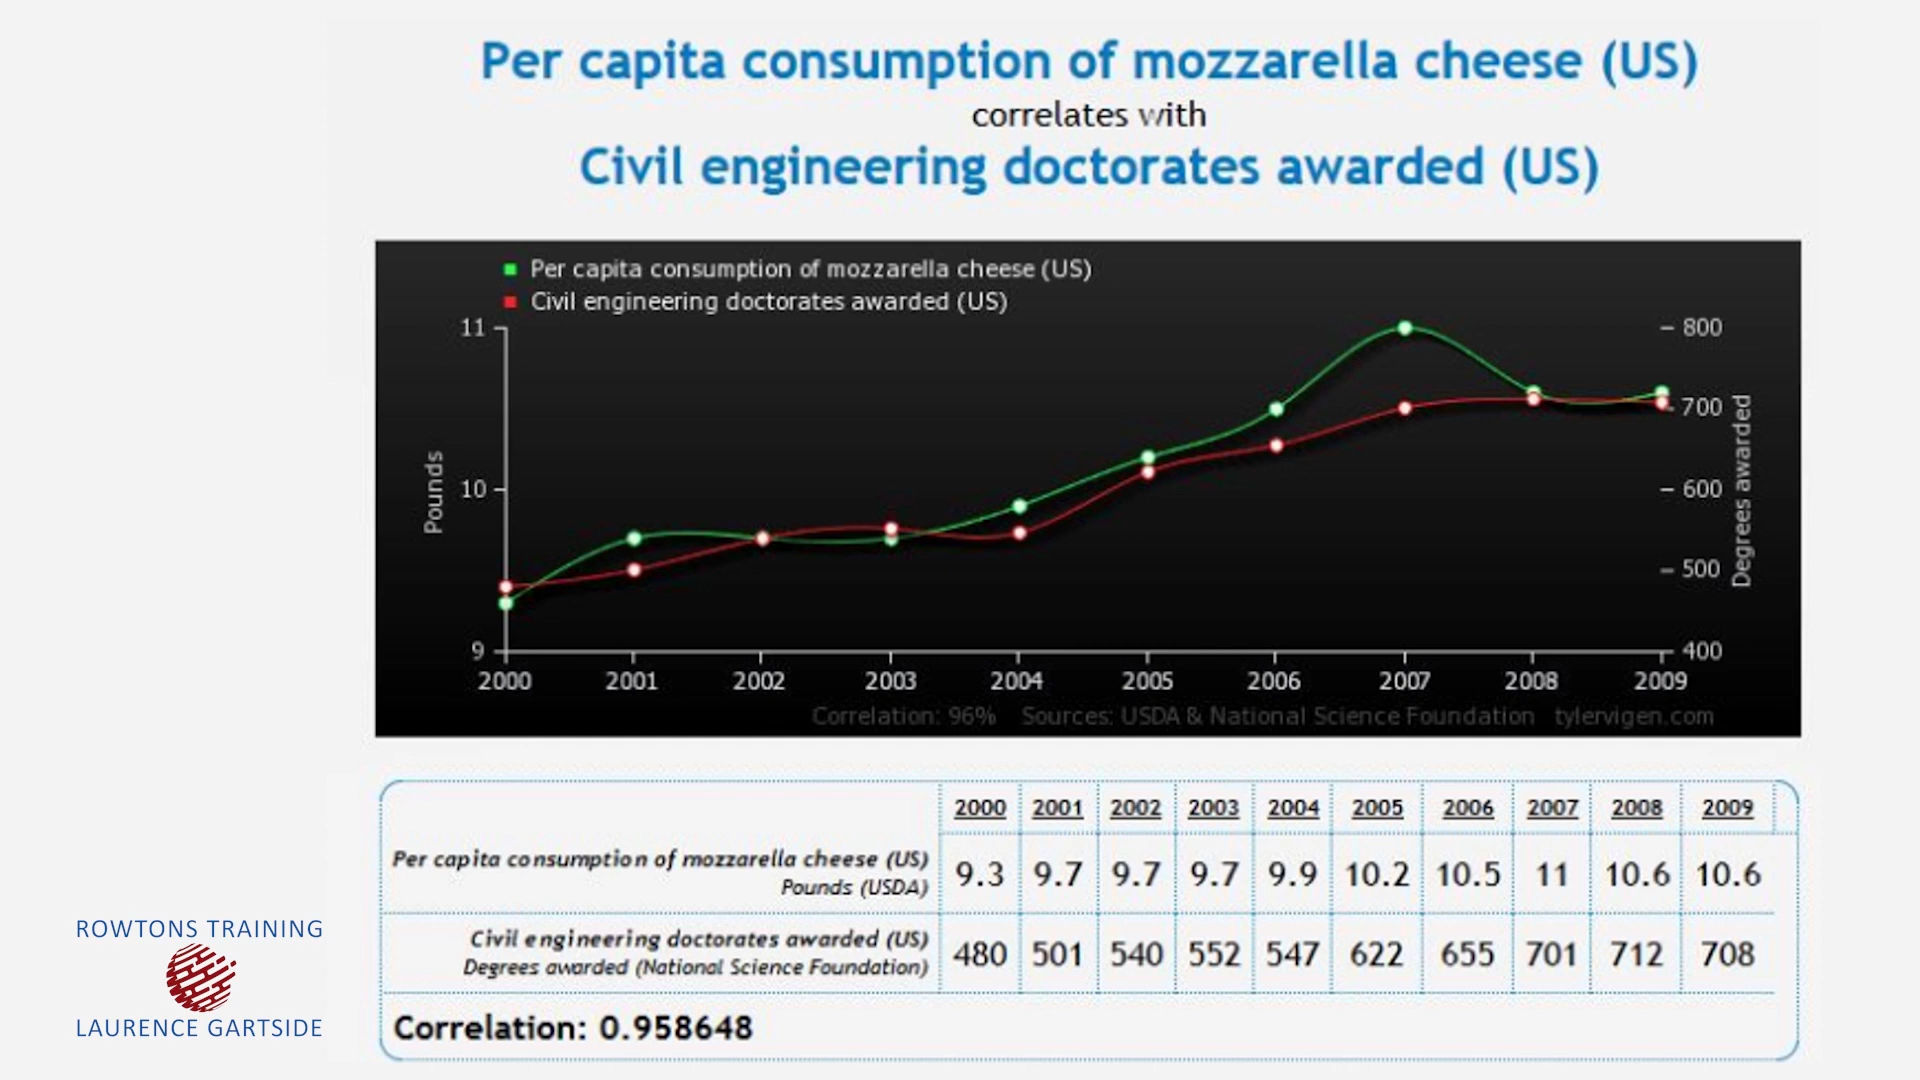 Per capita consumption of mozzarella cheese (US)
correlates with
Civil engineering doctorates awarded (US)
Per capita consumption of mozzarella cheese (US)
Civil engineering doctorates awarded (US)
11
10
9
Pounds
800
700
600
500
400
Degrees awarded
2000 2001 2002 2003 2004 2005 2006 2007 2008 2009
Correlation: 96% Sources: USDA & National Science Foundation tylervigen.com
2000 2001 2002 2003 2004 2005 2006 2007 2008 2009
Per capita consumption of mozzarella cheese (US)
Pounds (USDA)
9.3 9.7 9.7 9.7 9.9 10.2 10.5 11 10.6 10.6
Civil engineering doctorates awarded (US)
Degrees awarded (National Science Foundation)
480 501 540 552 547 622 655 701 712 708
Correlation: 0.958648
ROWTONS TRAINING
LAURENCE GARTSIDE